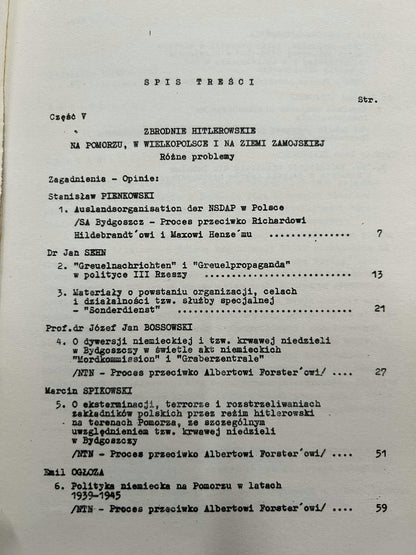 SPIS TREŚCI
Str.
Część V
ZBRODNIE HITLEROWSKIE
NA POMORZU, W WIELKOPOLSCE I NA ZIEMI ZAMOJSKIEJ
Różne problemy
Zagadnienia - Opinie:
Stanisław PIENKOWSKI
1. Auslandsorganisation der NSDAP w Polsce
/SA Bydgoszcz - Proces przeciwko Richardowi
Hildebrandt'owi i Maxowi Henze'mu ................ 7
Dr Jan SEHN
2. "Greuelnachrichten" i "Greuelpropaganda"
w polityce III Rzeszy ................ 13
3. Materiały o powstaniu organizacji, celach
i działalności tzw. służby specjalnej
- "Sonderdienst" ................ 21
Prof.dr Józef Jan BOSSOWSKI
4. O dywersji niemieckiej i tzw. krwawej niedzieli
w Bydgoszczy w świetle akt niemieckich
"Mordkommission" i "Graberzentrale"
/NTN - Proces przeciwko Albertowi Forster'owi/ .... 27
Marcin SPIKOWSKI
5. O eksterminacji, terrorze i rozstrzeliwaniach
zakładników polskich przez reżim hitlerowski
na terenach Pomorza, ze szczególnym
uwzględnieniem tzw. krwawej niedzieli
w Bydgoszczy
/NTN - Proces przeciwko Albertowi Forster'owi/ .... 51
Emil OGŁOZA
6. Polityka niemiecka na Pomorzu w latach
1939-1945
/NTN - Proces przeciwko Albertowi Forster'owi/ .... 59